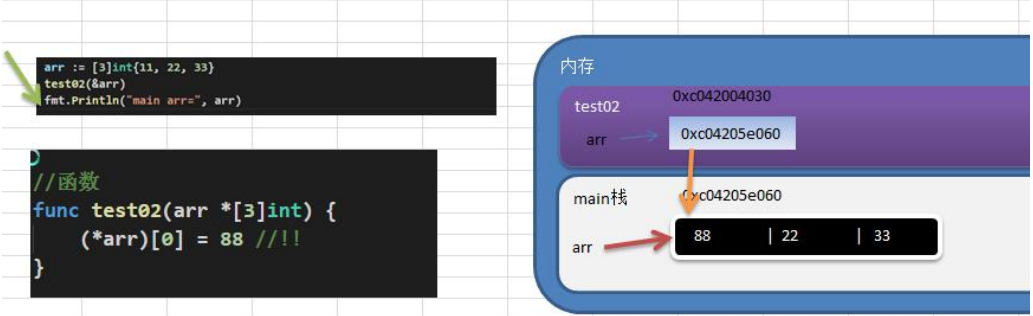 arr := [3]int{11, 22, 33}
test02(&arr)
fmt.Println("main arr=", arr)
//函数
func test02(arr *[3]int) {
(*arr)[0] = 88 //!!
}
内存
test02
0xc042004030
arr
0xc04205e060
main栈
0xc04205e060
arr
88 | 22 | 33